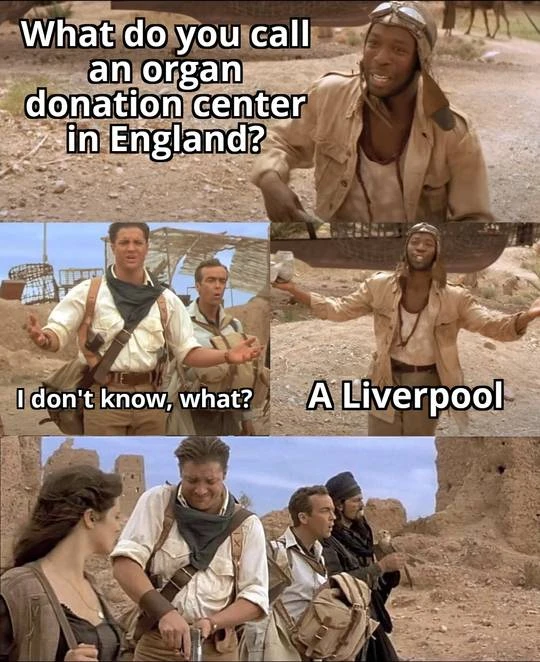 What do you call
an organ
donation center
in England?
I don't know, what?
A Liverpool